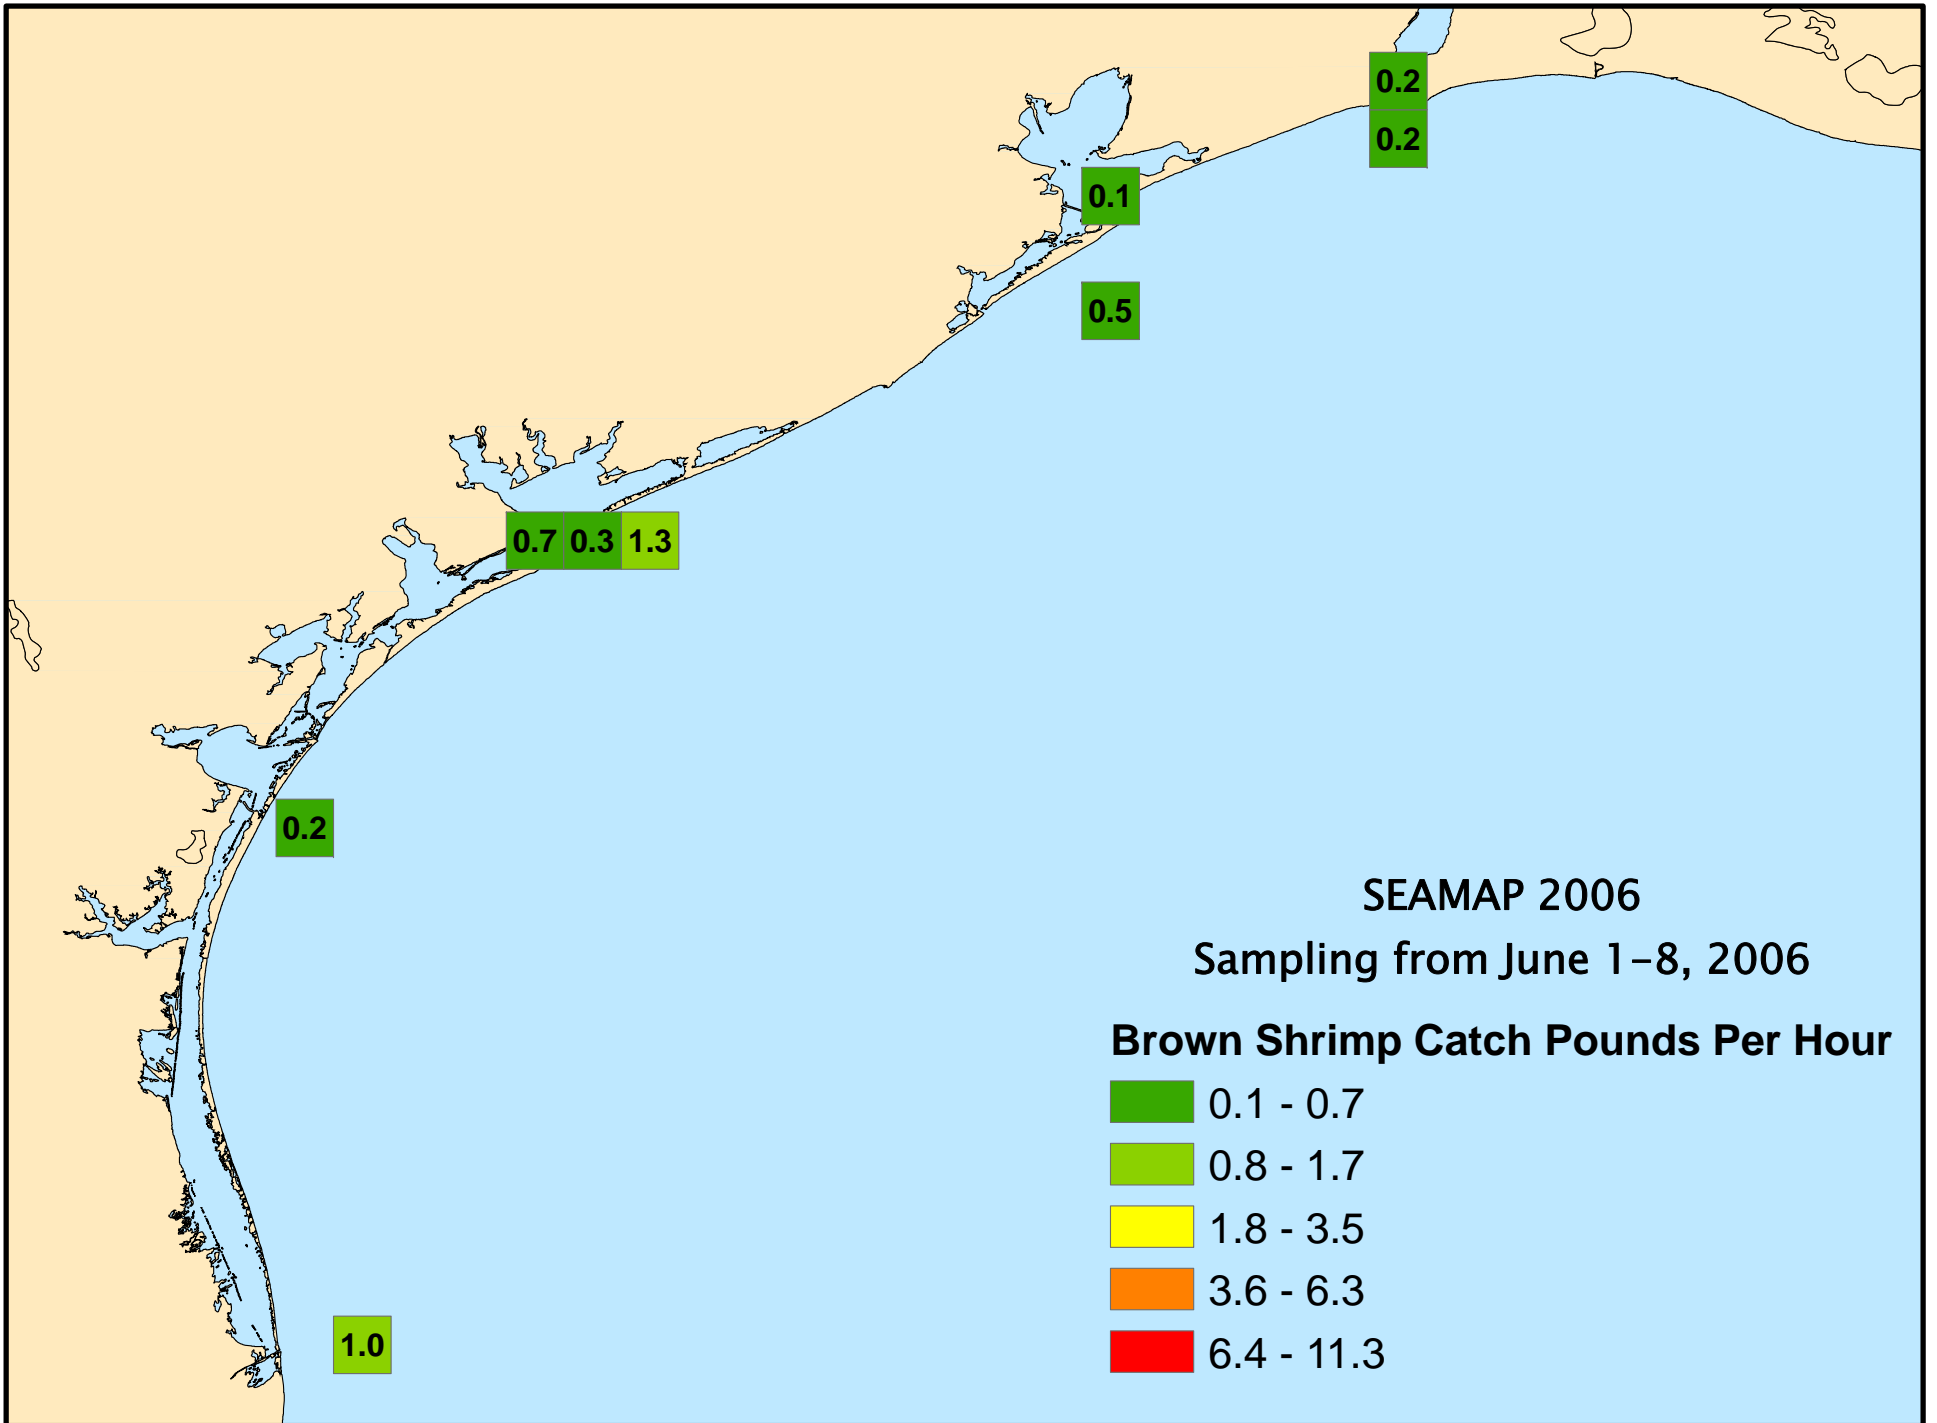 0.2
0.2
0.1
0.5
0.7 0.3 1.3
0.2
1.0
SEAMAP 2006
Sampling from June 1-8, 2006
Brown Shrimp Catch Pounds Per Hour
0.1 - 0.7
0.8 - 1.7
1.8 - 3.5
3.6 - 6.3
6.4 - 11.3